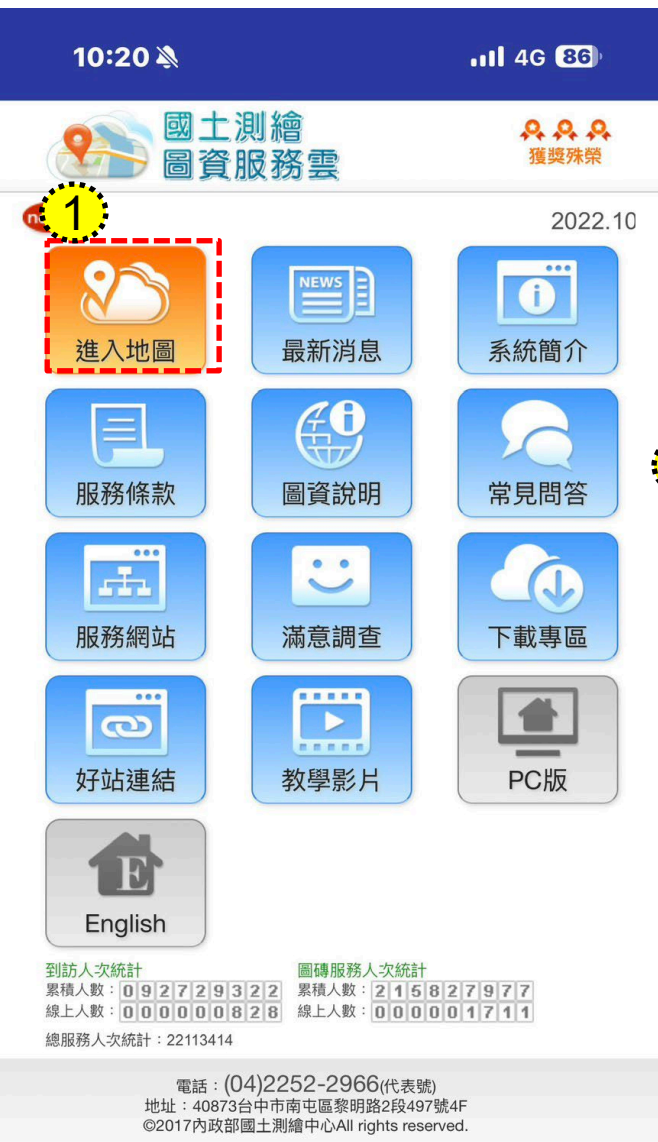 10:20
4G 86
國土測繪
圖資服務雲
獲獎殊榮
1
2022.10
進入地圖
NEWS
最新消息
系統簡介
服務條款
圖資說明
常見問答
服務網站
滿意調查
下載專區
好站連結
教學影片
PC版
E
English
到訪人次統計
圖磚服務人次統計
累積人數：092729322
累積人數：215827977
線上人數：000000828
線上人數：000001711
總服務人次統計：22113414
電話：(04)2252-2966(代表號)
地址：40873台中市南屯區黎明路2段497號4F
©2017內政部國土測繪中心All rights reserved.